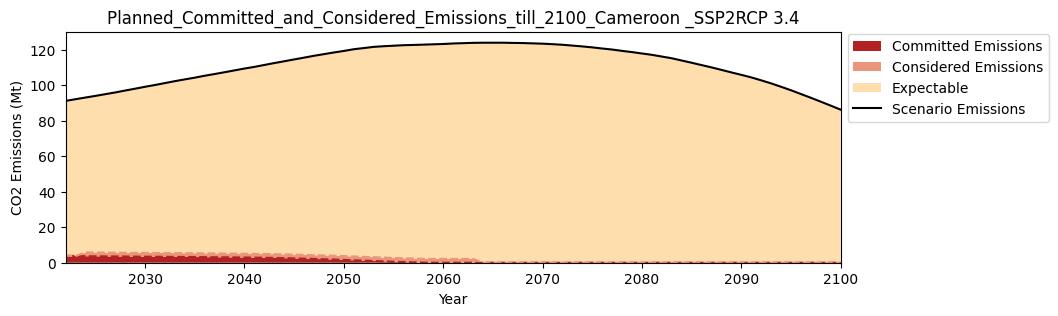 Planned_Committed_and_Considered_Emissions_till_2100_Cameroon _SSP2RCP 3.4
Committed Emissions
Considered Emissions
Expectable
Scenario Emissions
CO2 Emissions (Mt)
120
100
80
60
40
20
0
2030 2040 2050 2060 2070 2080 2090 2100
Year